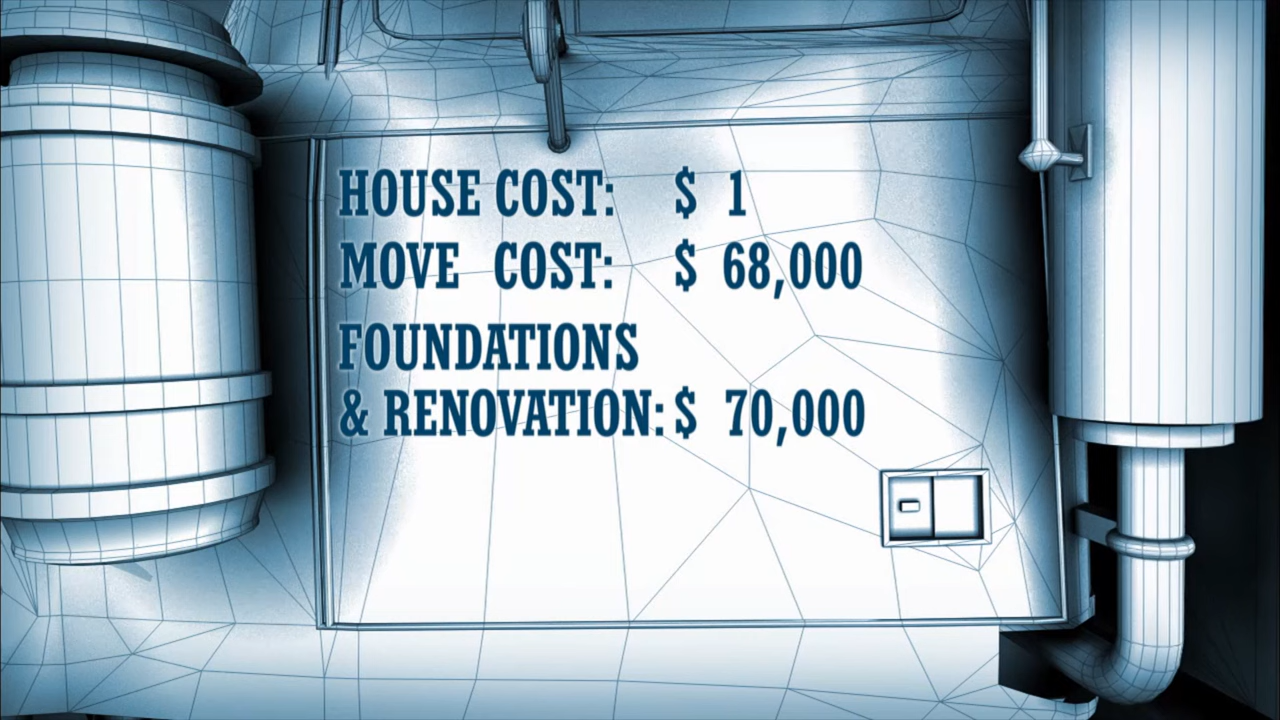 HOUSE COST: $ 1
MOVE COST: $ 68,000
FOUNDATIONS
& RENOVATION: $ 70,000